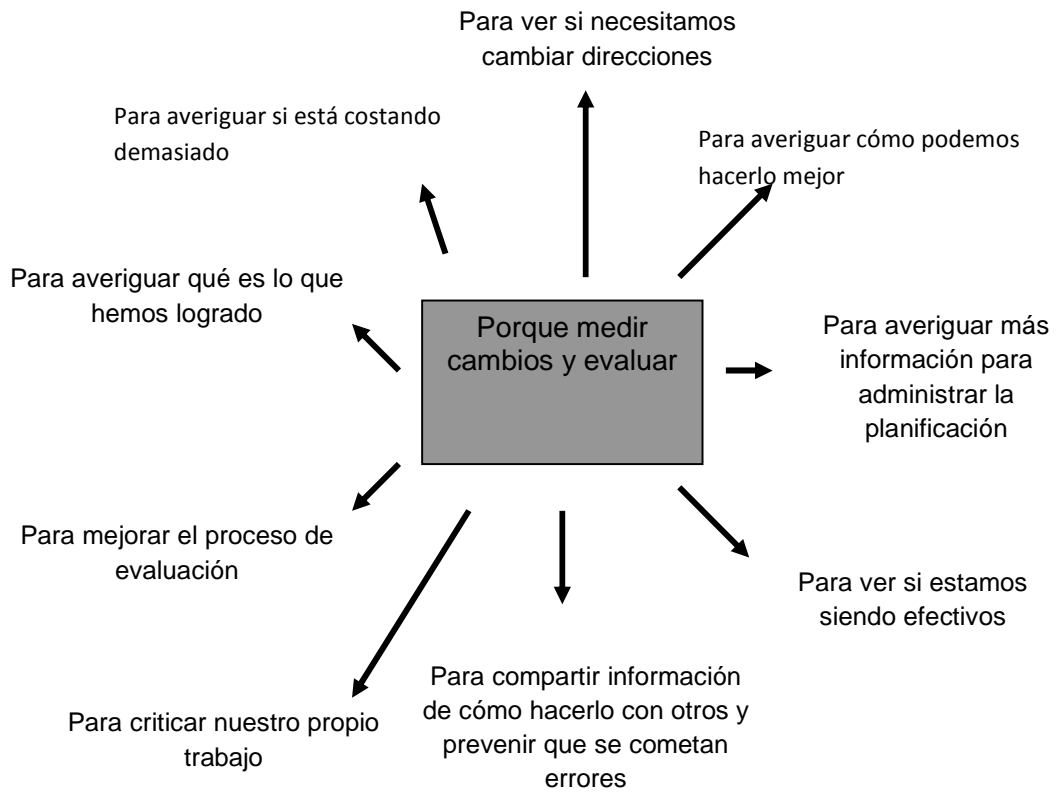 Para ver si necesitamos
cambiar direcciones
Para averiguar si está costando
demasiado
Para averiguar cómo podemos
hacerlo mejor
Para averiguar qué es lo que
hemos logrado
Porque medir
cambios y evaluar
Para averiguar más
información para
administrar la
planificación
Para mejorar el proceso de
evaluación
Para ver si estamos
siendo efectivos
Para criticar nuestro propio
trabajo
Para compartir información
de cómo hacerlo con otros y
prevenir que se cometan
errores